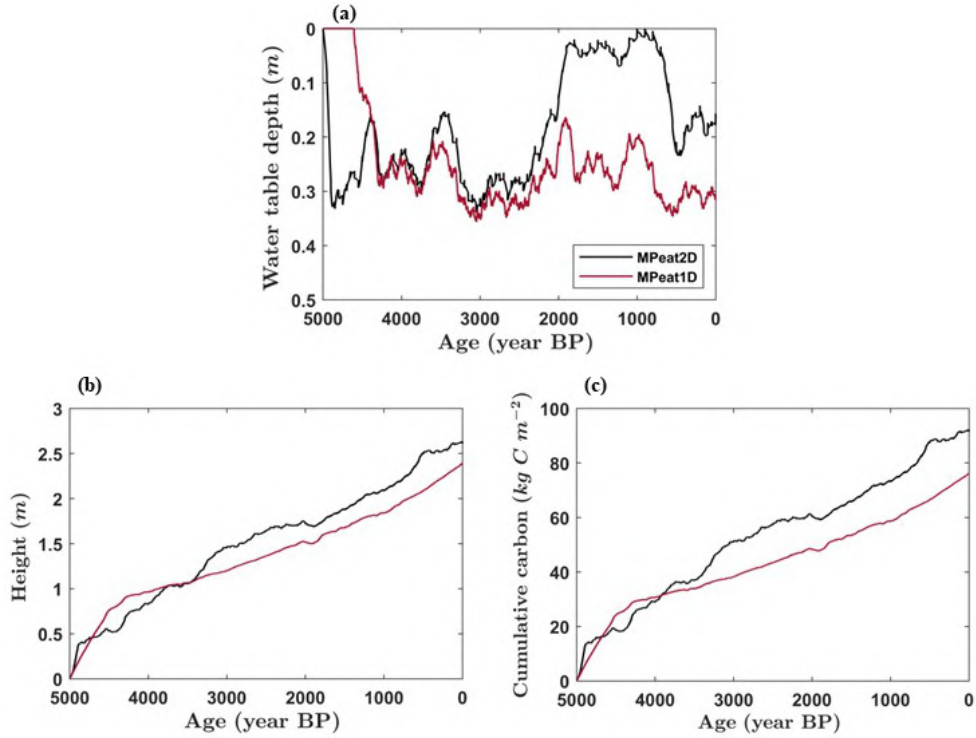 (a)
Water table depth (m)
0
0.1
0.2
0.3
0.4
0.5
MPeat2D
MPeat1D
5000 4000 3000 2000 1000 0
Age (year BP)
(b)
Height (m)
3
2.5
2
1.5
1
0.5
0
5000 4000 3000 2000 1000 0
Age (year BP)
(c)
Cumulative carbon (kg C m⁻²)
100
80
60
40
20
0
5000 4000 3000 2000 1000 0
Age (year BP)